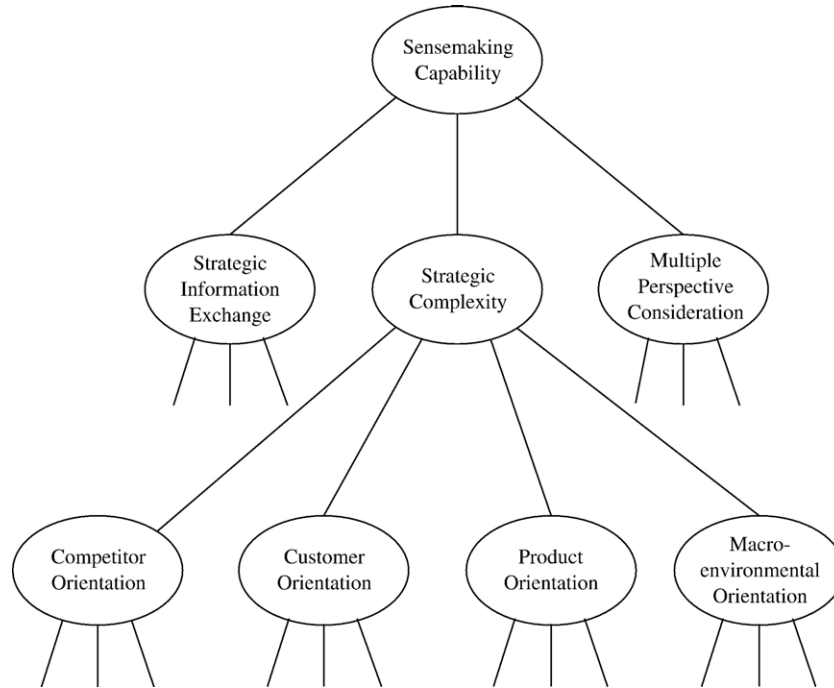 Sensemaking
Capability
Strategic
Information
Exchange
Strategic
Complexity
Multiple
Perspective
Consideration
Competitor
Orientation
Customer
Orientation
Product
Orientation
Macro-
environmental
Orientation